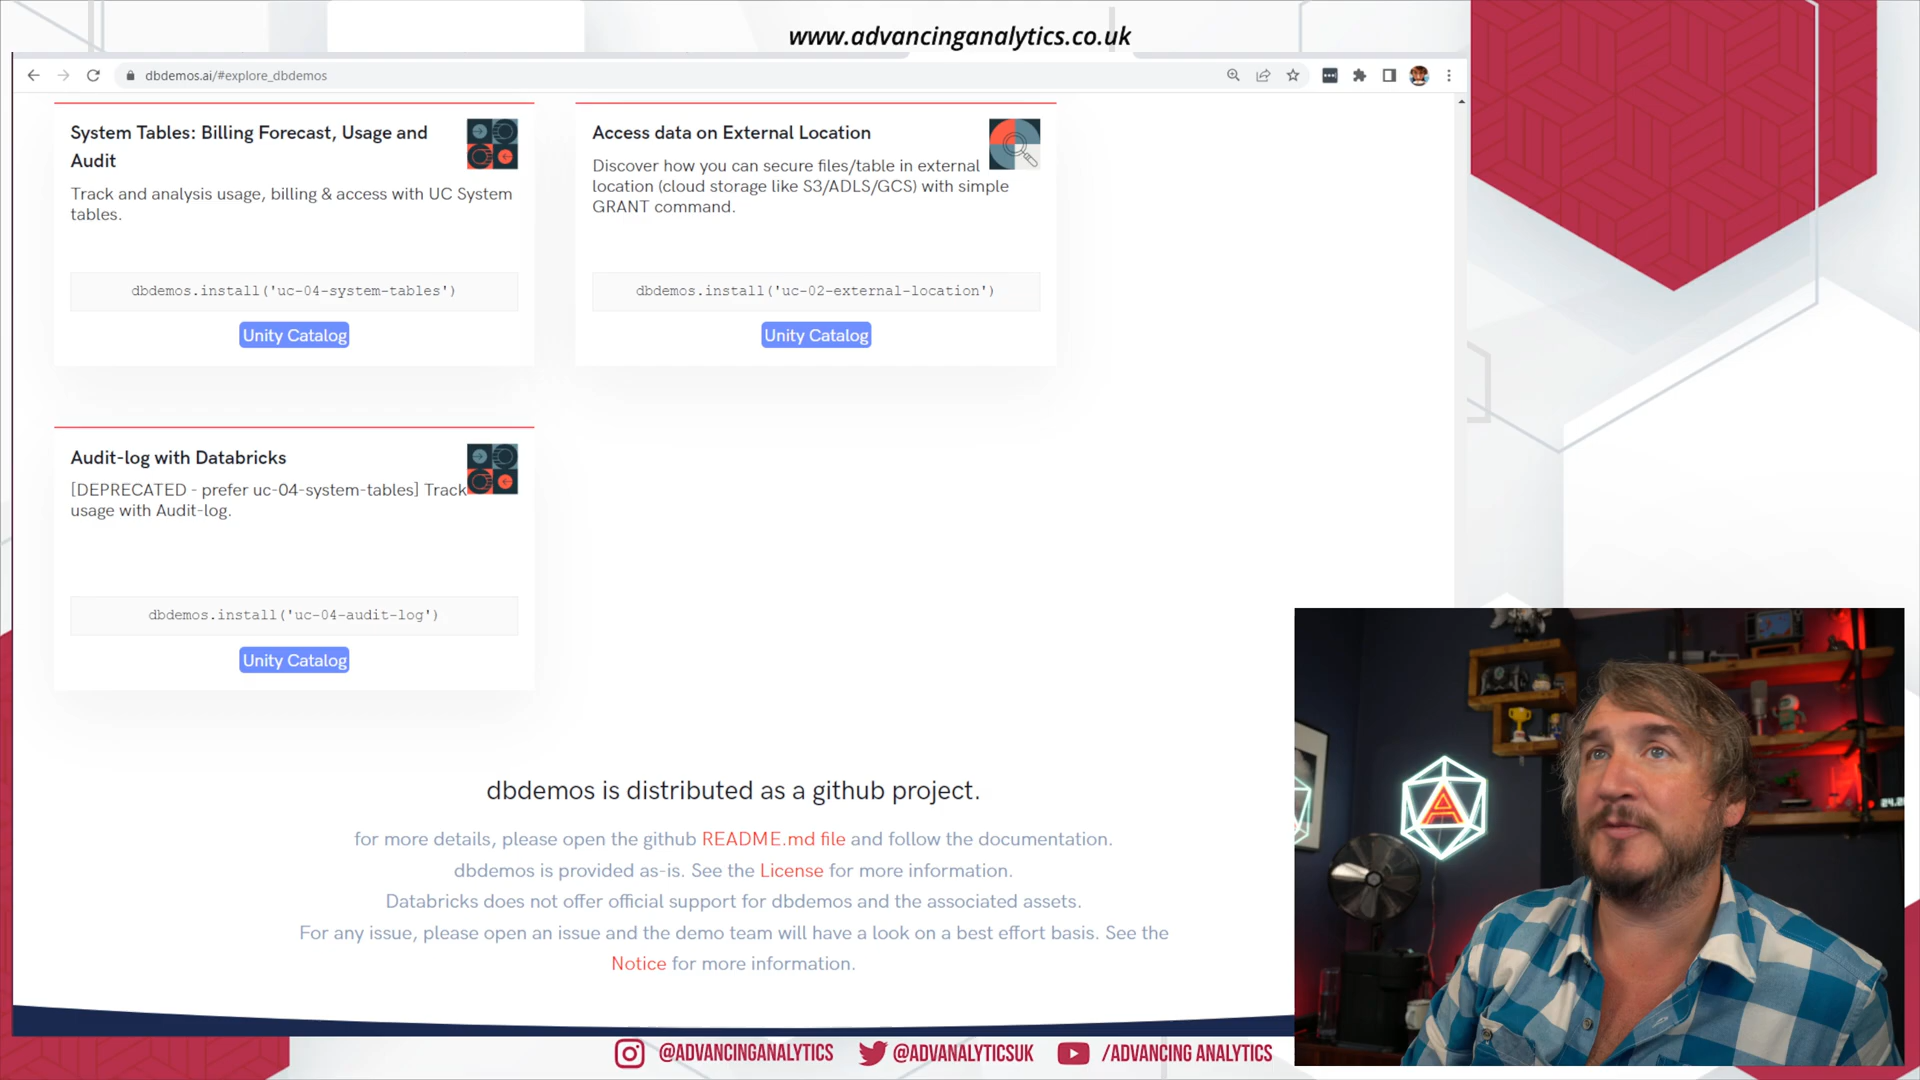 www.advancinganalytics.co.uk
dbdemos.ai/#explore_dbdemos
System Tables: Billing Forecast, Usage and
Audit
Track and analysis usage, billing & access with UC System
tables.
dbdemos.install('uc-04-system-tables')
Unity Catalog
Access data on External Location
Discover how you can secure files/table in external
location (cloud storage like S3/ADLS/GCS) with simple
GRANT command.
dbdemos.install('uc-02-external-location')
Unity Catalog
Audit-log with Databricks
[DEPRECATED - prefer uc-04-system-tables] Track
usage with Audit-log.
dbdemos.install('uc-04-audit-log')
Unity Catalog
dbdemos is distributed as a github project.
for more details, please open the github README.md file and follow the documentation.
dbdemos is provided as-is. See the License for more information.
Databricks does not offer official support for dbdemos and the associated assets.
For any issue, please open an issue and the demo team will have a look on a best effort basis. See the
Notice for more information.
A
@ADVANCINGANALYTICS @ADVANALYTICSUK /ADVANCING ANALYTICS